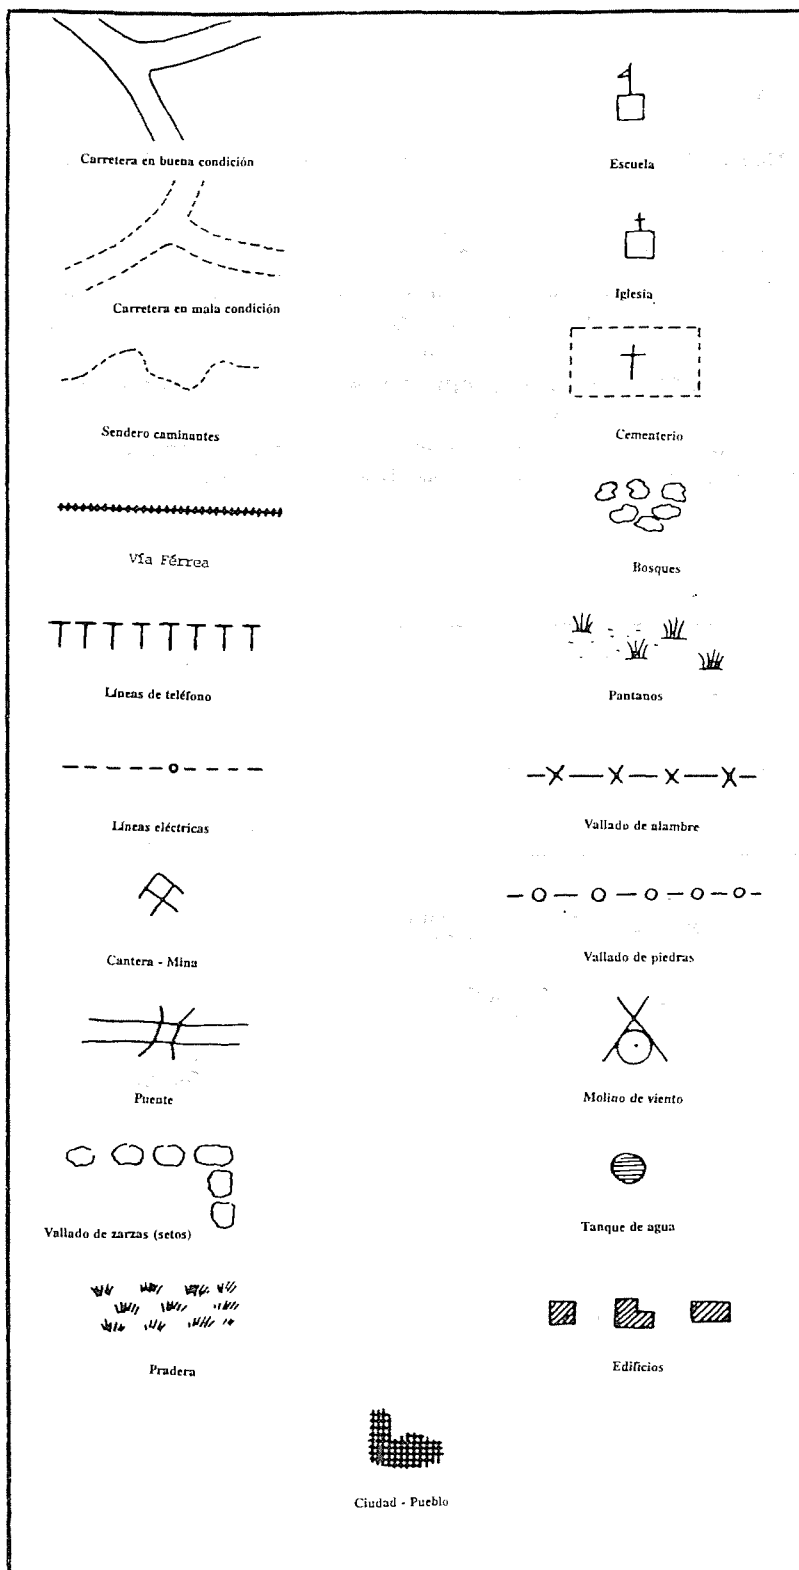 Carretera en buena condición
Escuela
Carretera en mala condición
Iglesia
Sendero caminantes
Cementerio
Vía Férrea
Bosques
Líneas de teléfono
Pantanos
Líneas eléctricas
Vallado de alambre
Cantera - Mina
Vallado de piedras
Puente
Molino de viento
Vallado de zarzas (setos)
Tanque de agua
Pradera
Edificios
Ciudad - Pueblo